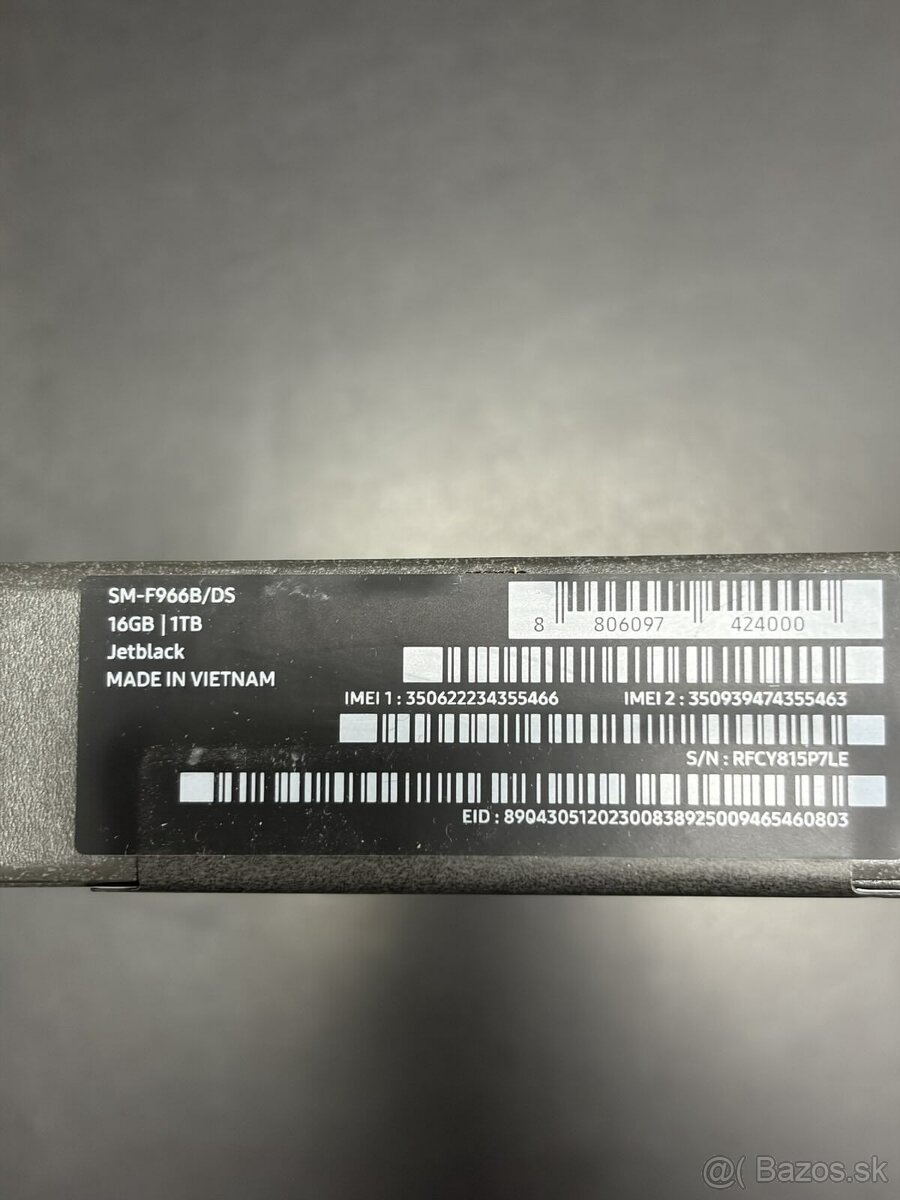 SM-F966B/DS
16GB | 1TB
Jetblack
MADE IN VIETNAM
8 806097 424000
IMEI 1 : 350622234355466 IMEI 2 : 350939474355463
S/N : RFCY815P7LE
EID : 89043051202300838925009465460803
@( Bazos.sk